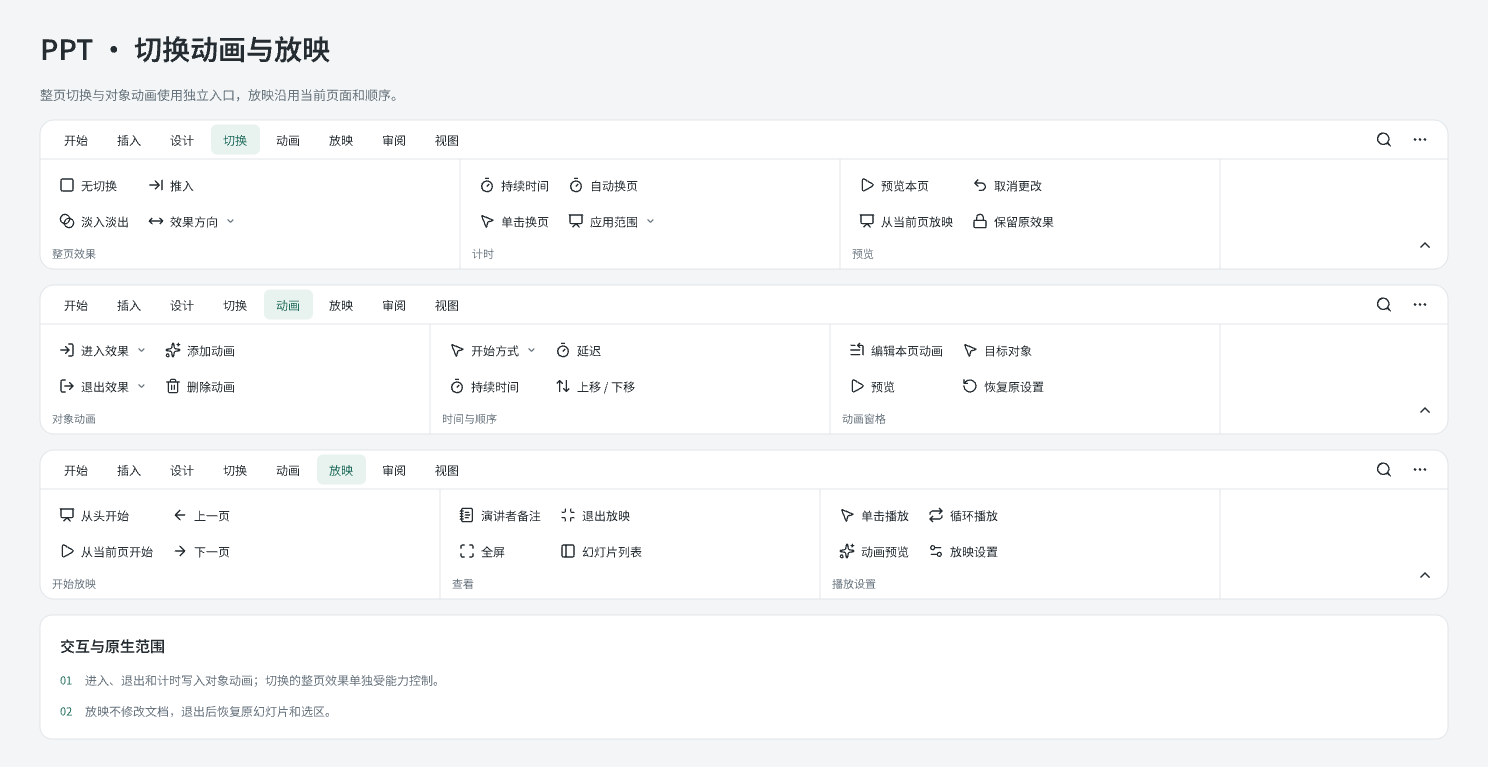 PPT · 切换动画与放映
整页切换与对象动画使用独立入口，放映沿用当前页面和顺序。
开始 插入 设计 切换 动画 放映 审阅 视图
无切换 推入 持续时间 自动换页 预览本页 取消更改
淡入淡出 效果方向 单击换页 应用范围 从当前页放映 保留原效果
整页效果 计时 预览
开始 插入 设计 切换 动画 放映 审阅 视图
进入效果 添加动画 开始方式 延迟 编辑本页动画 目标对象
退出效果 删除动画 持续时间 上移 / 下移 预览 恢复原设置
对象动画 时间与顺序 动画窗格
开始 插入 设计 切换 动画 放映 审阅 视图
从头开始 上一页 演讲者备注 退出放映 单击播放 循环播放
从当前页开始 下一页 全屏 幻灯片列表 动画预览 放映设置
开始放映 查看 播放设置
交互与原生范围
01 进入、退出和计时写入对象动画；切换的整页效果单独受能力控制。
02 放映不修改文档，退出后恢复原幻灯片和选区。